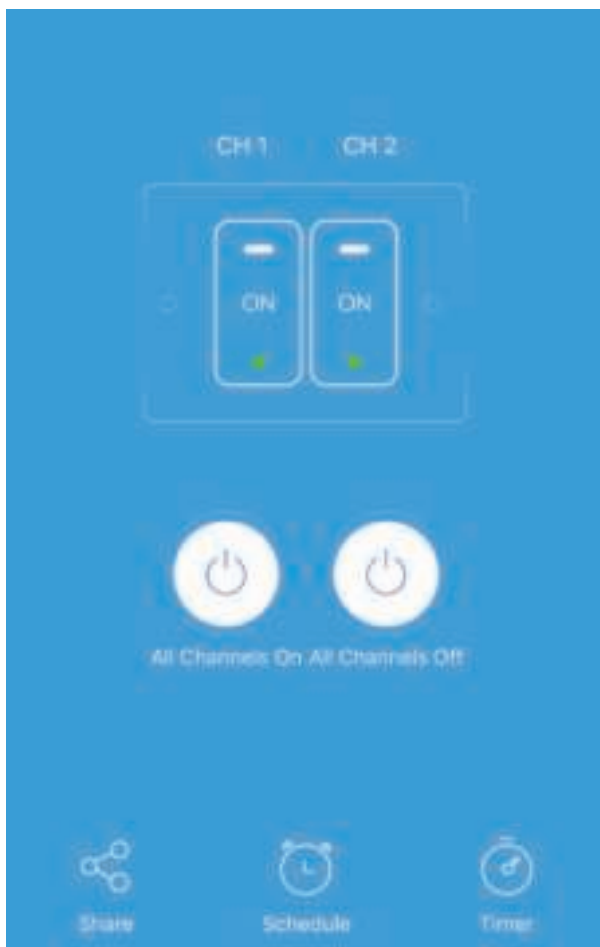 CH 1 CH 2
ON ON
All Channels On All Channels Off
Share Schedule Timer